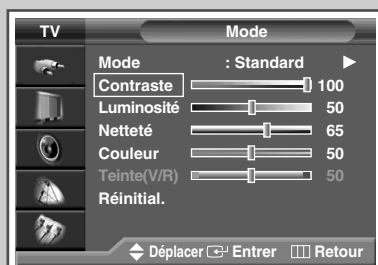 TV Mode
Mode : Standard
Contraste 100
Luminosité 50
Netteté 65
Couleur 50
Teinte(V/R) 50
Réinitial.
Déplacer Entrer Retour